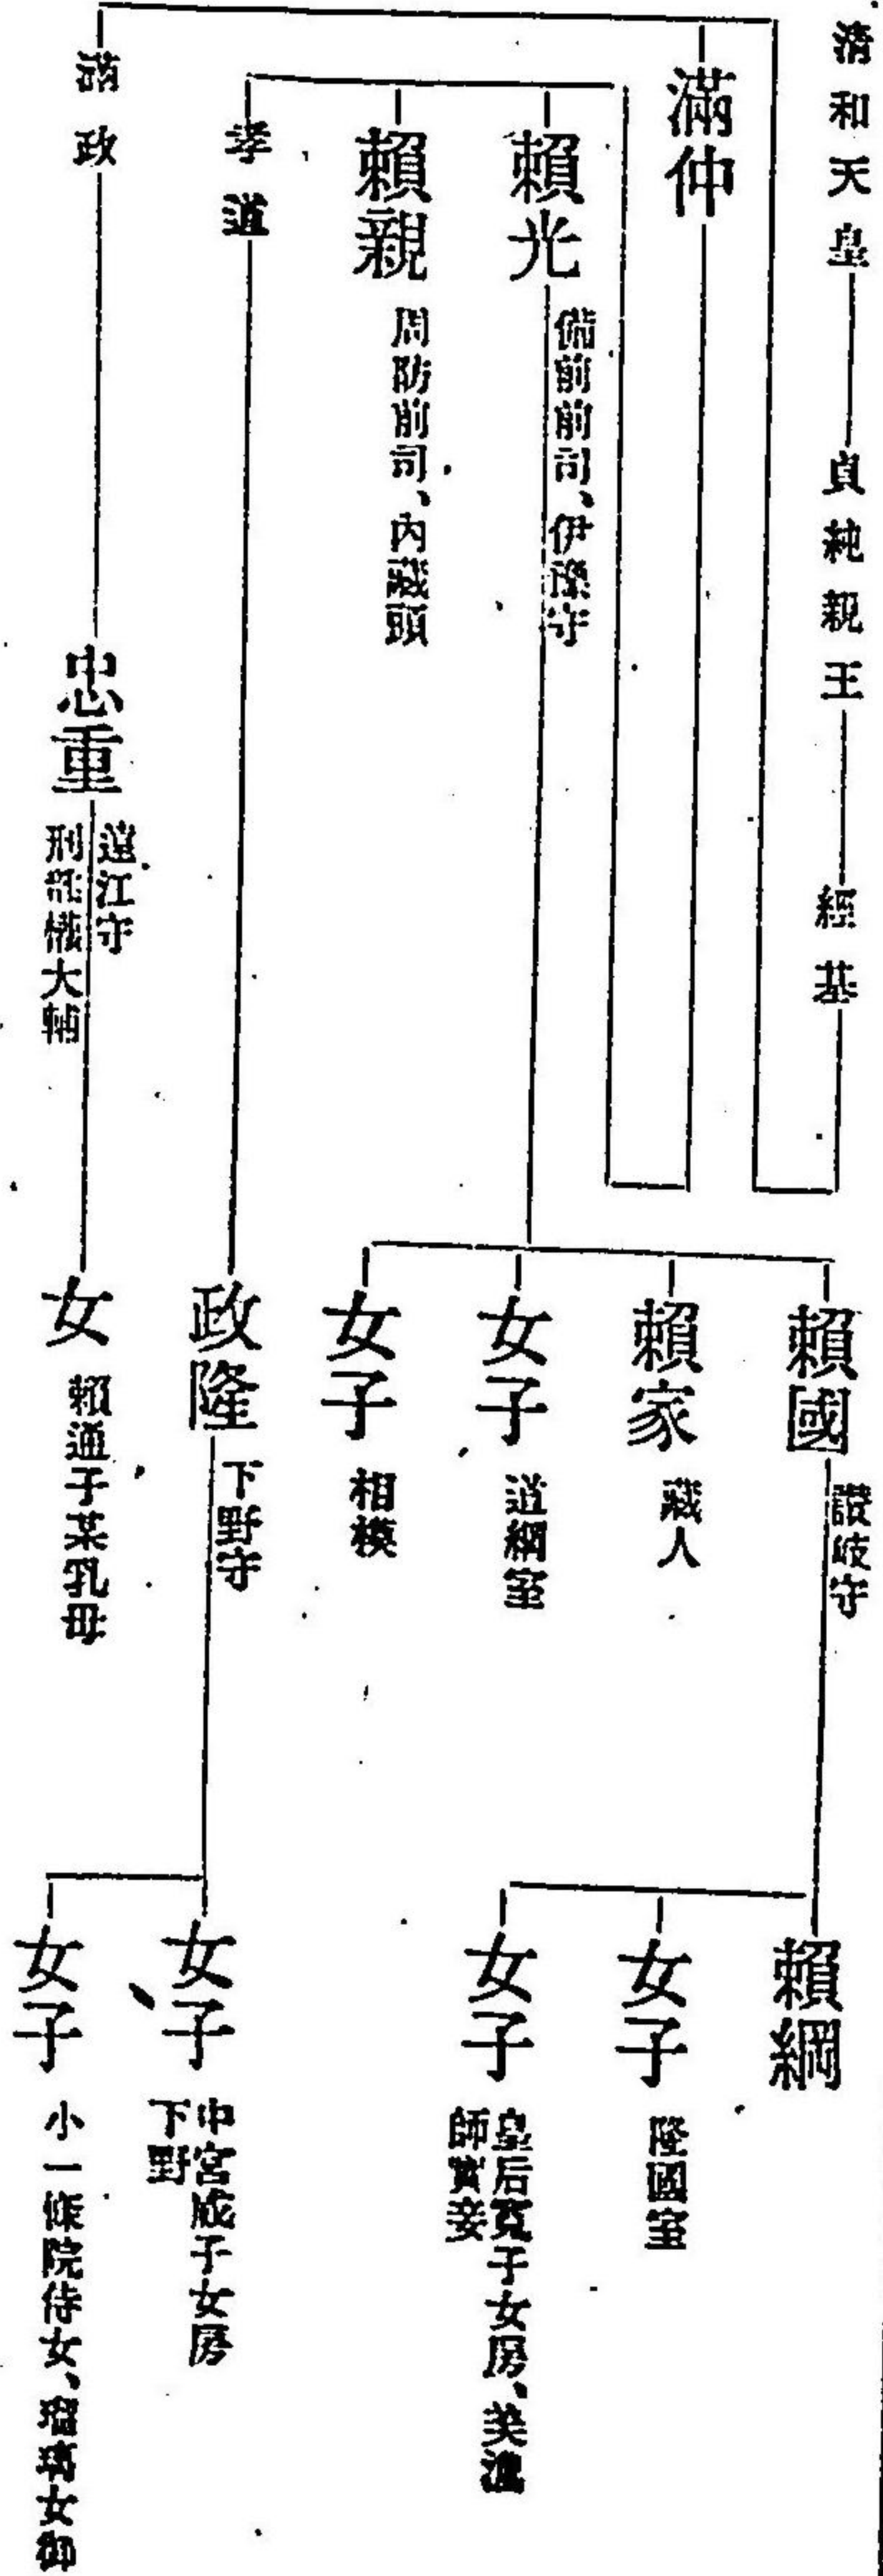 清和天皇
貞純親王
經基
滿仲
賴光
備前前司、伊豫守
賴國
讃岐守
賴綱
女子
隆國室
女子
皇后寬子女房、美濃
師實妾
賴家
藏人
女子
道綱室
女子
相模
賴親
周防前司、內藏頭
孝道
政隆
下野守
女子
中宮威子女房
下野
女子
小一條院侍女、瑠璃女御
滿政
忠重
遠江守
刑部權大輔
女
賴通子某乳母